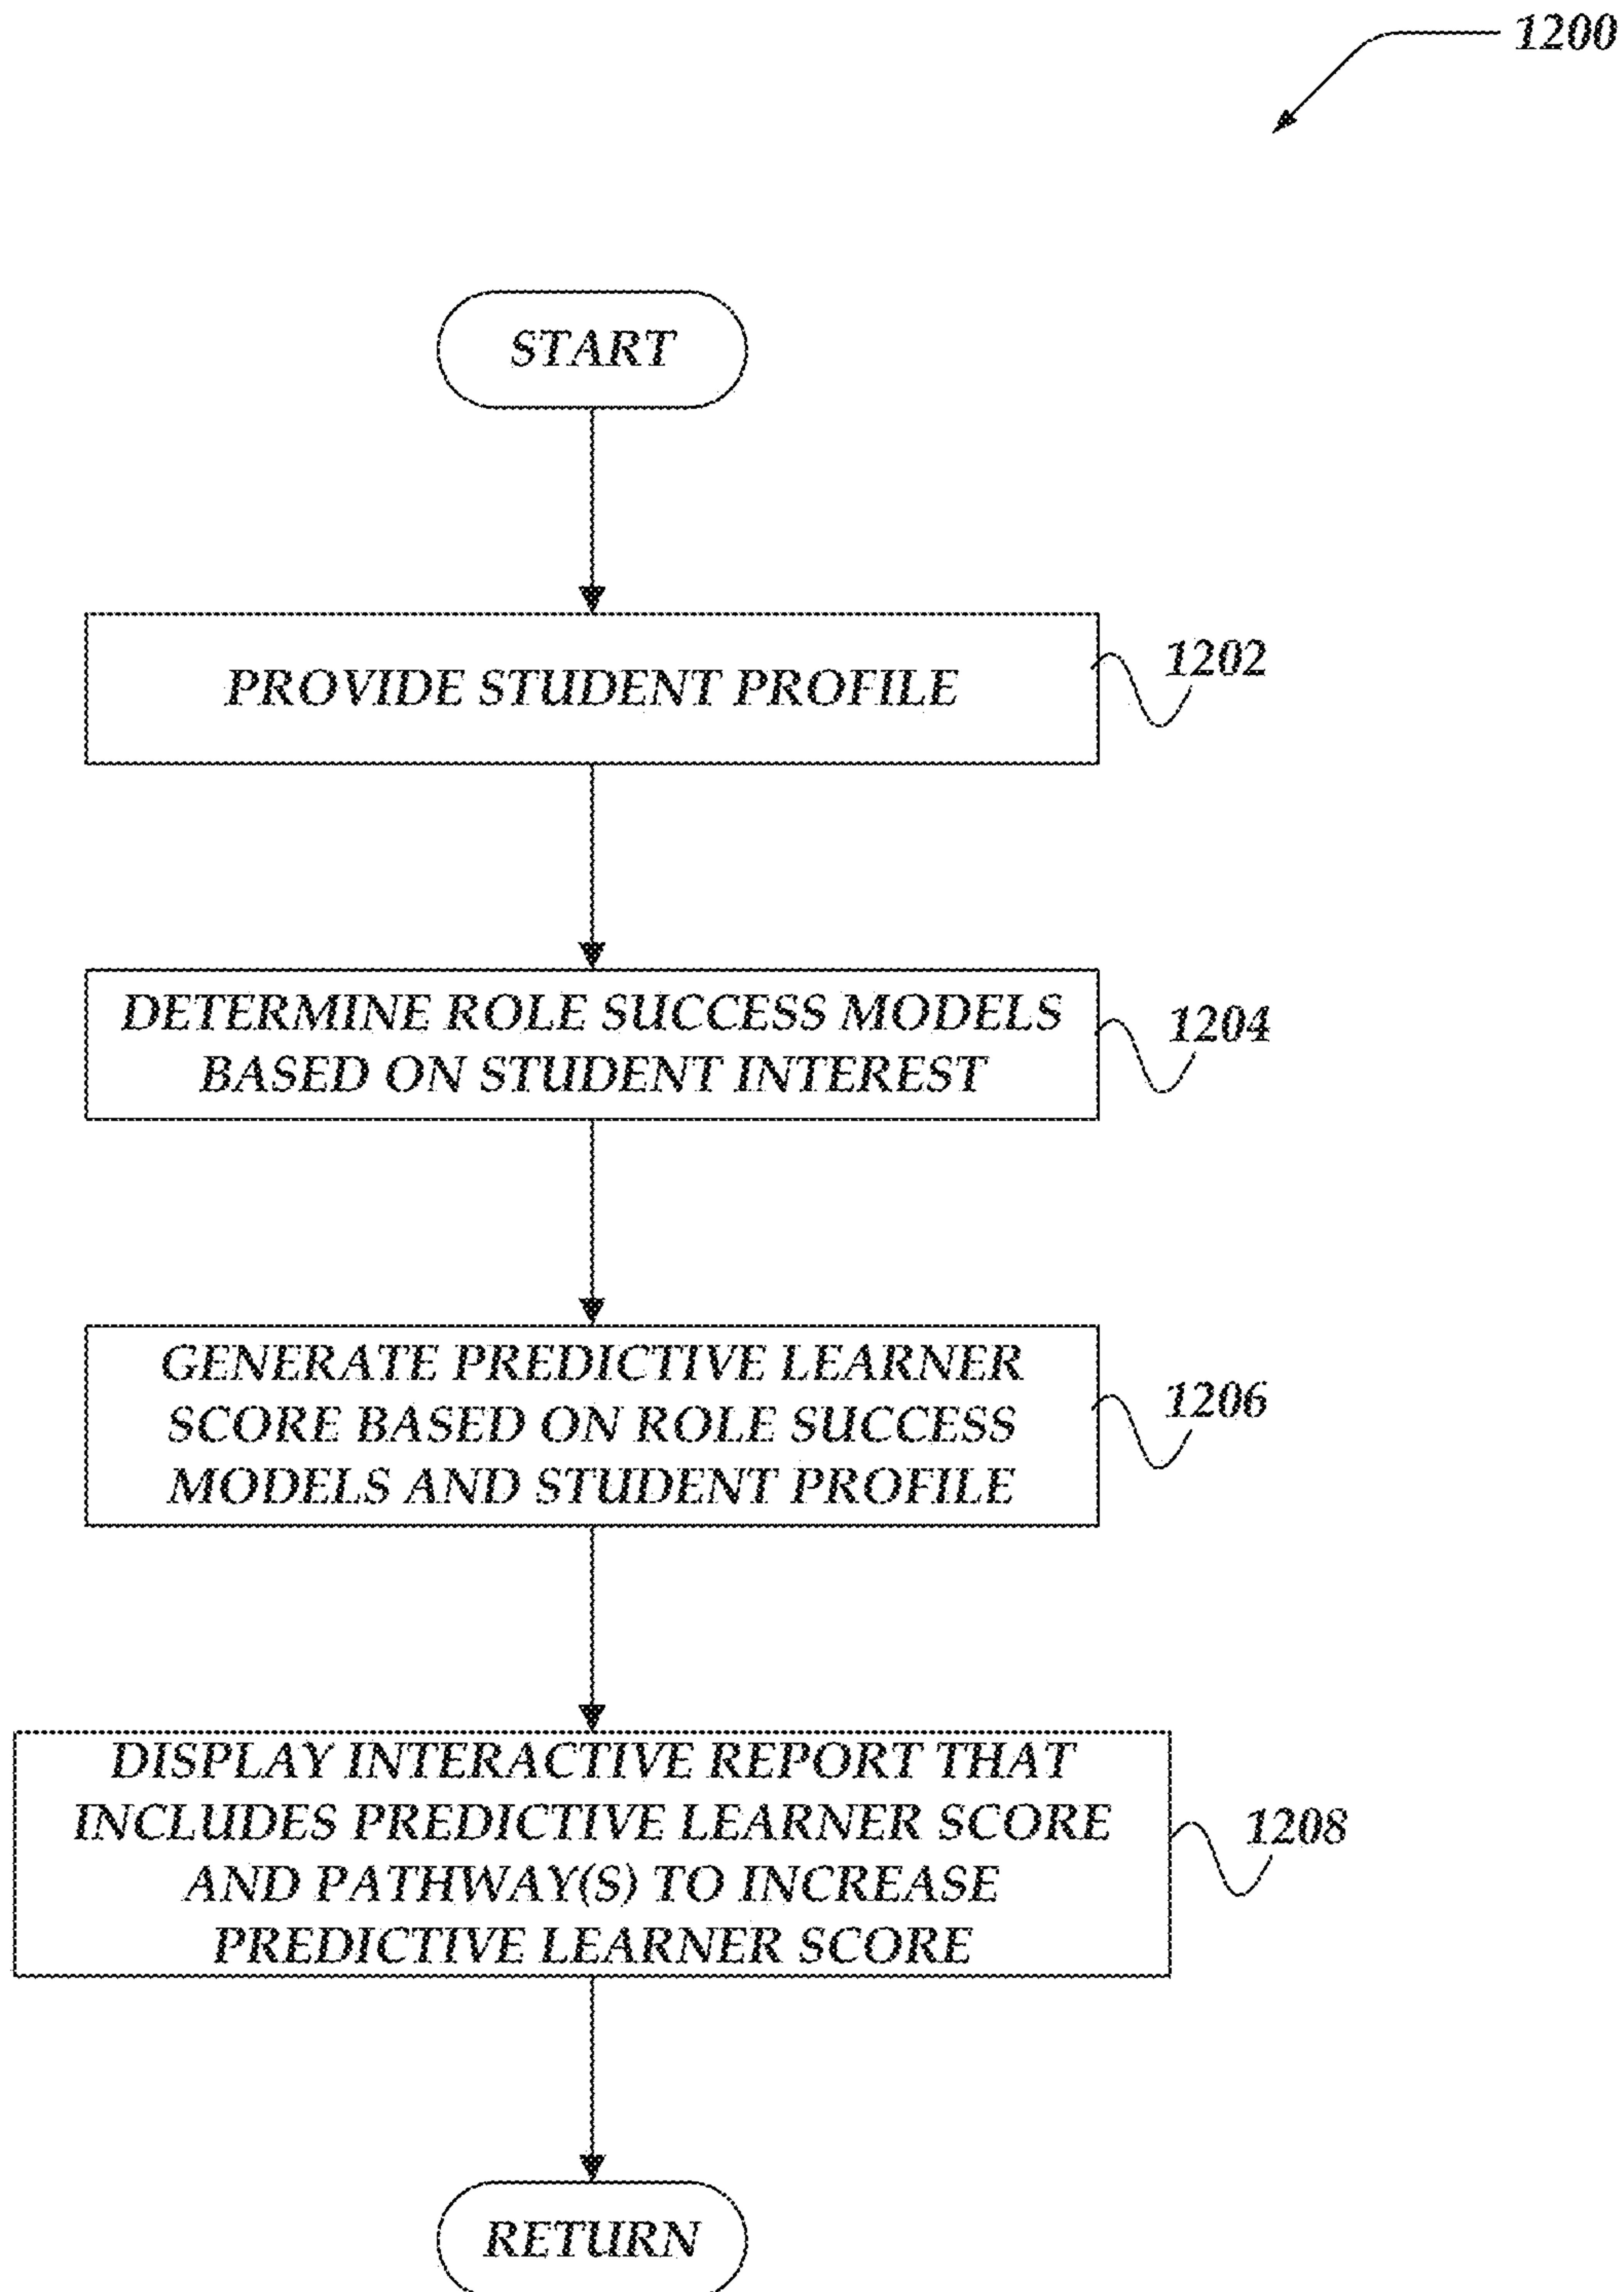 1200
START
PROVIDE STUDENT PROFILE
1202
DETERMINE ROLE SUCCESS MODELS
BASED ON STUDENT INTEREST
1204
GENERATE PREDICTIVE LEARNER
SCORE BASED ON ROLE SUCCESS
MODELS AND STUDENT PROFILE
1206
DISPLAY INTERACTIVE REPORT THAT
INCLUDES PREDICTIVE LEARNER SCORE
AND PATHWAY(S) TO INCREASE
PREDICTIVE LEARNER SCORE
1208
RETURN